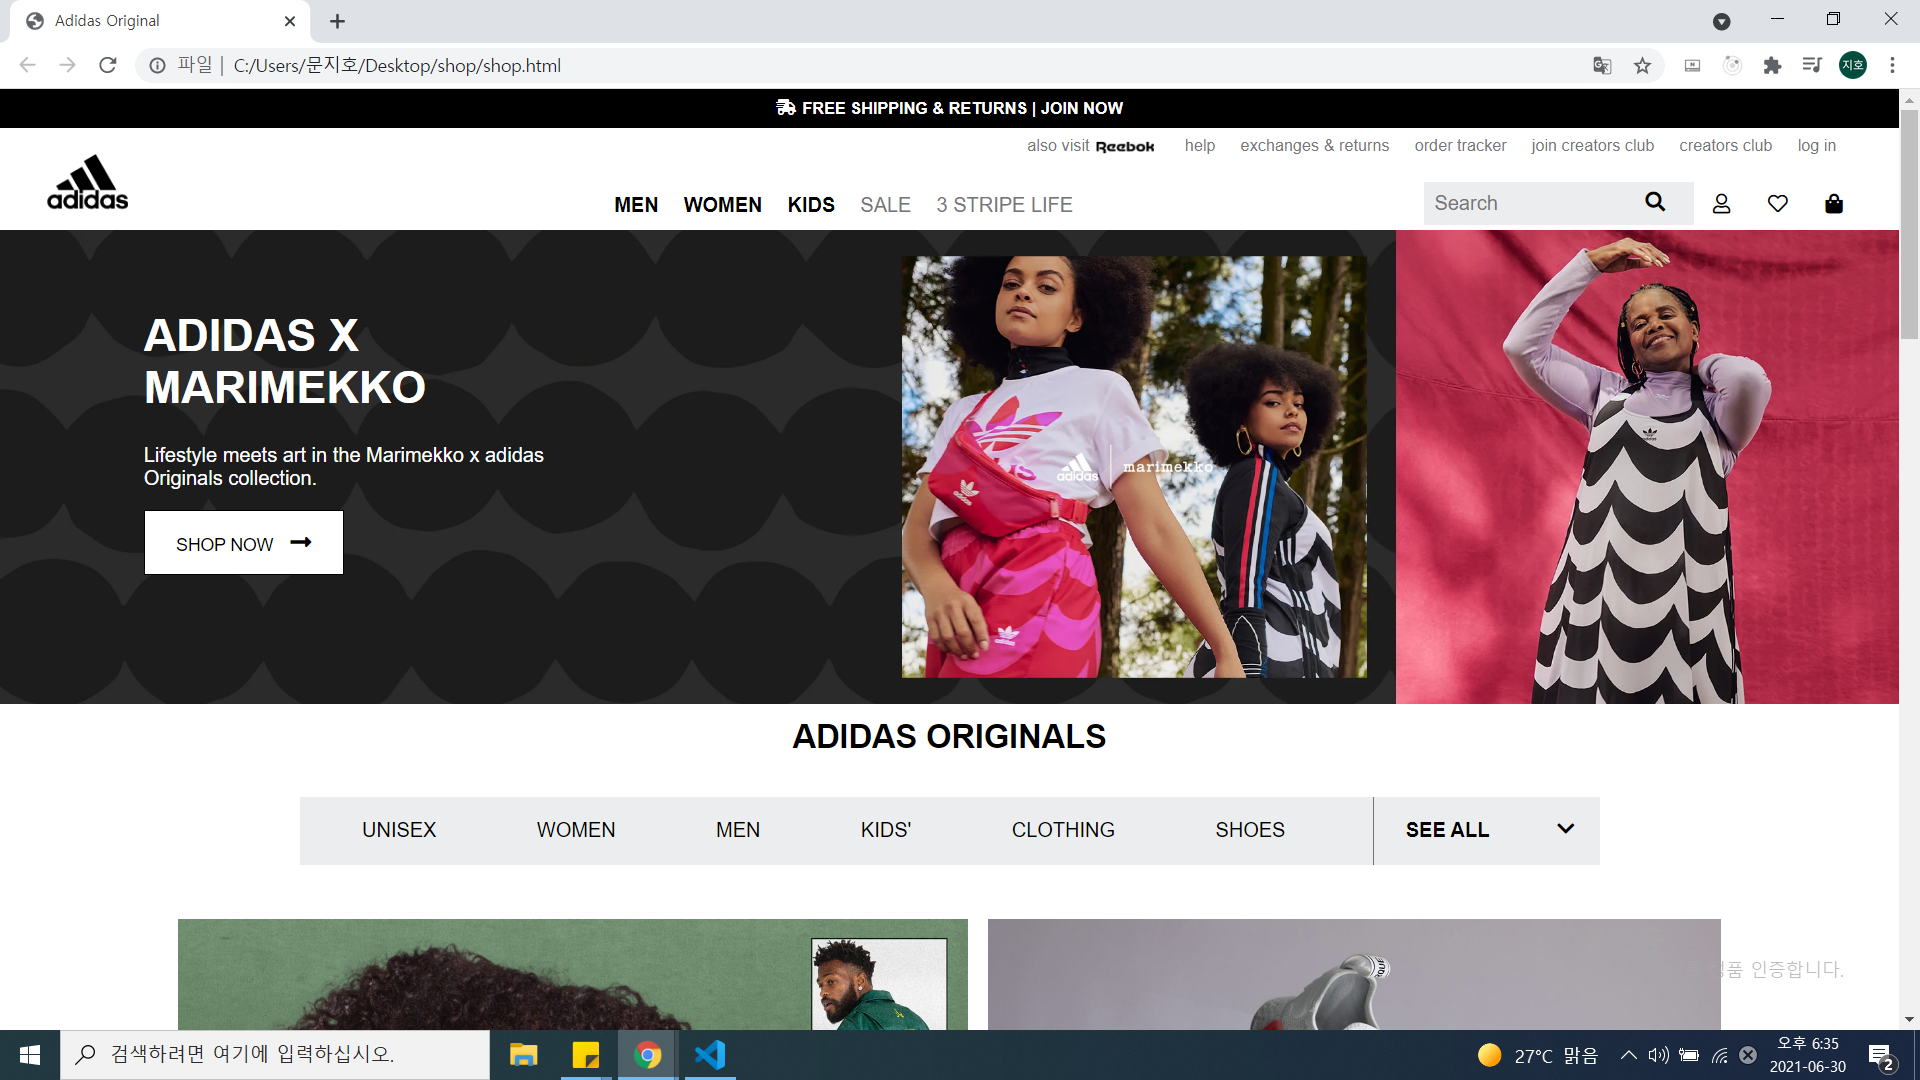 Adidas Original
파일 | C:/Users/문지호/Desktop/shop/shop.html
지호
FREE SHIPPING & RETURNS | JOIN NOW
also visit Reebok help exchanges & returns order tracker join creators club creators club log in
adidas
MEN WOMEN KIDS SALE 3 STRIPE LIFE
Search
ADIDAS X
MARIMEKKO
Lifestyle meets art in the Marimekko x adidas
Originals collection.
SHOP NOW
adidas | marimekko
ADIDAS ORIGINALS
UNISEX WOMEN MEN KIDS' CLOTHING SHOES SEE ALL
인증합니다.
검색하려면 여기에 입력하십시오.
27°C 맑음
오후 6:35
2021-06-30
2